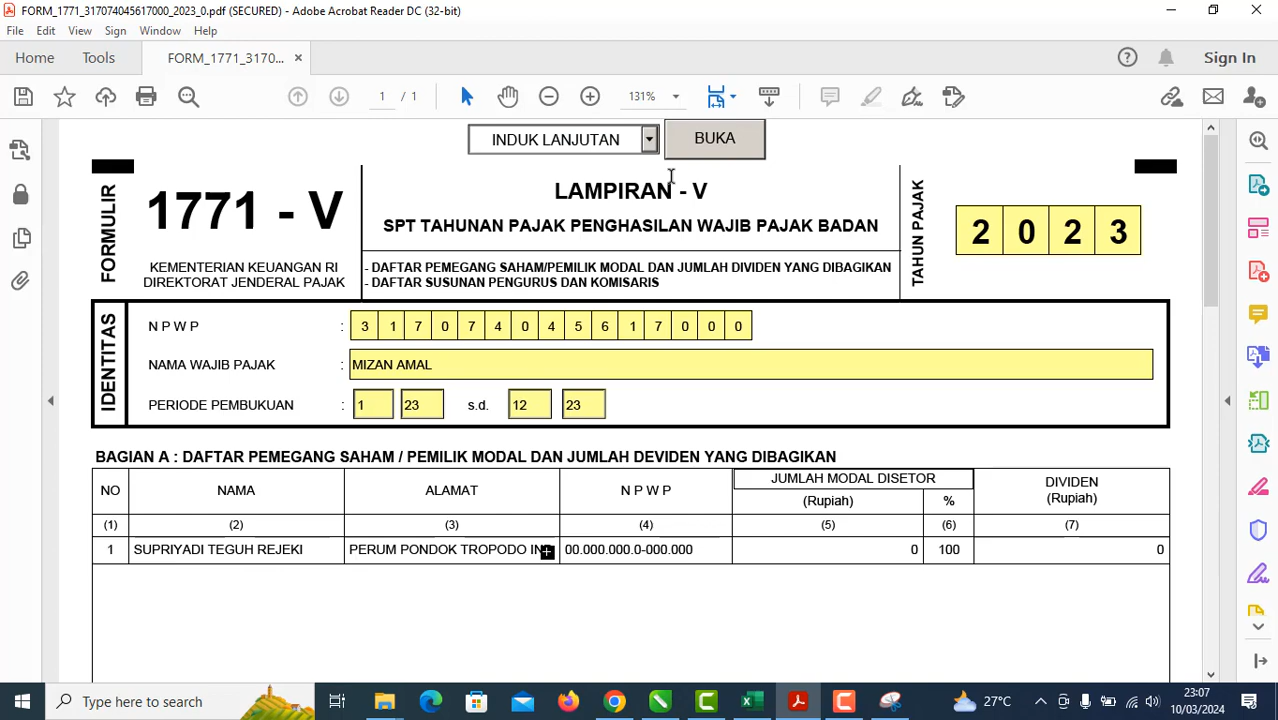 FORM_1771_317074045617000_2023_0.pdf (SECURED) - Adobe Acrobat Reader DC (32-bit)
File Edit View Sign Window Help
Home Tools FORM_1771_3170... × Sign In
1 / 1 131%
INDUK LANJUTAN BUKA
FORMULIR
1771 - V
KEMENTERIAN KEUANGAN RI
DIREKTORAT JENDERAL PAJAK
LAMPIRAN - V
SPT TAHUNAN PAJAK PENGHASILAN WAJIB PAJAK BADAN
- DAFTAR PEMEGANG SAHAM/PEMILIK MODAL DAN JUMLAH DIVIDEN YANG DIBAGIKAN
- DAFTAR SUSUNAN PENGURUS DAN KOMISARIS
TAHUN PAJAK
2 0 2 3
IDENTITAS
N P W P : 3 1 7 0 7 4 0 4 5 6 1 7 0 0 0
NAMA WAJIB PAJAK : MIZAN AMAL
PERIODE PEMBUKUAN : 1 23 s.d. 12 23
BAGIAN A : DAFTAR PEMEGANG SAHAM / PEMILIK MODAL DAN JUMLAH DEVIDEN YANG DIBAGIKAN
NO NAMA ALAMAT N P W P JUMLAH MODAL DISETOR DIVIDEN
(Rupiah) % (Rupiah)
(1) (2) (3) (4) (5) (6) (7)
1 SUPRIYADI TEGUH REJEKI PERUM PONDOK TROPODO 00.000.000.0-000.000 0 100 0
Type here to search 27°C 23:07
10/03/2024